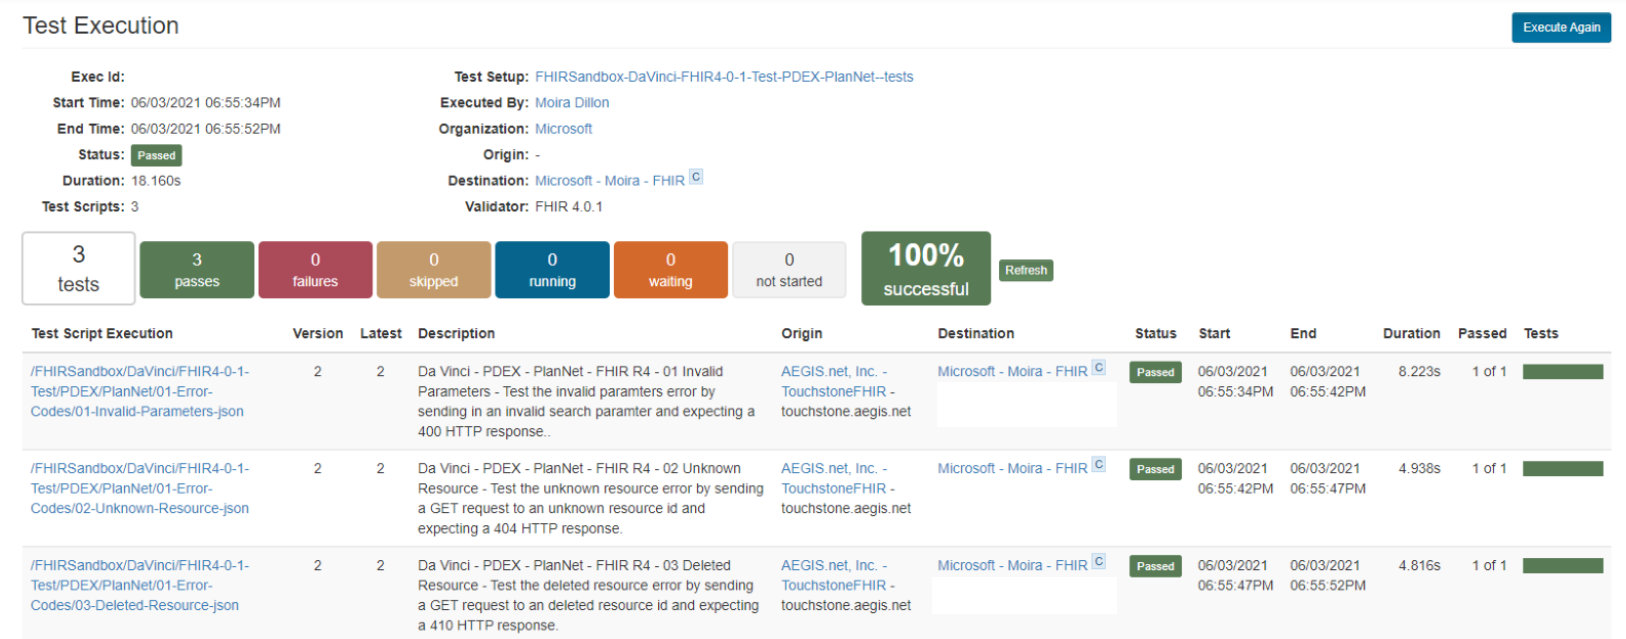 Test Execution
Execute Again
Exec Id:
Start Time: 06/03/2021 06:55:34PM
End Time: 06/03/2021 06:55:52PM
Status: Passed
Duration: 18.160s
Test Scripts: 3
Test Setup: FHIRSandbox-DaVinci-FHIR4-0-1-Test-PDEX-PlanNet--tests
Executed By: Moira Dillon
Organization: Microsoft
Origin: -
Destination: Microsoft - Moira - FHIR C
Validator: FHIR 4.0.1
3
tests
3
passes
0
failures
0
skipped
0
running
0
waiting
0
not started
100%
successful
Refresh
Test Script Execution Version Latest Description Origin Destination Status Start End Duration Passed Tests
/FHIRSandbox/DaVinci/FHIR4-0-1-
Test/PDEX/PlanNet/01-Error-
Codes/01-Invalid-Parameters-json
2
2
Da Vinci - PDEX - PlanNet - FHIR R4 - 01 Invalid
Parameters - Test the invalid paramters error by
sending in an invalid search paramter and expecting a
400 HTTP response..
AEGIS.net, Inc. -
TouchstoneFHIR -
touchstone.aegis.net
Microsoft - Moira - FHIR C
Passed
06/03/2021
06:55:34PM
06/03/2021
06:55:42PM
8.223s
1 of 1
/FHIRSandbox/DaVinci/FHIR4-0-1-
Test/PDEX/PlanNet/01-Error-
Codes/02-Unknown-Resource-json
2
2
Da Vinci - PDEX - PlanNet - FHIR R4 - 02 Unknown
Resource - Test the unknown resource error by sending
a GET request to an unknown resource id and
expecting a 404 HTTP response.
AEGIS.net, Inc. -
TouchstoneFHIR -
touchstone.aegis.net
Microsoft - Moira - FHIR C
Passed
06/03/2021
06:55:42PM
06/03/2021
06:55:47PM
4.938s
1 of 1
/FHIRSandbox/DaVinci/FHIR4-0-1-
Test/PDEX/PlanNet/01-Error-
Codes/03-Deleted-Resource-json
2
2
Da Vinci - PDEX - PlanNet - FHIR R4 - 03 Deleted
Resource - Test the deleted resource error by sending
a GET request to an deleted resource id and expecting
a 410 HTTP response.
AEGIS.net, Inc. -
TouchstoneFHIR -
touchstone.aegis.net
Microsoft - Moira - FHIR C
Passed
06/03/2021
06:55:47PM
06/03/2021
06:55:52PM
4.816s
1 of 1